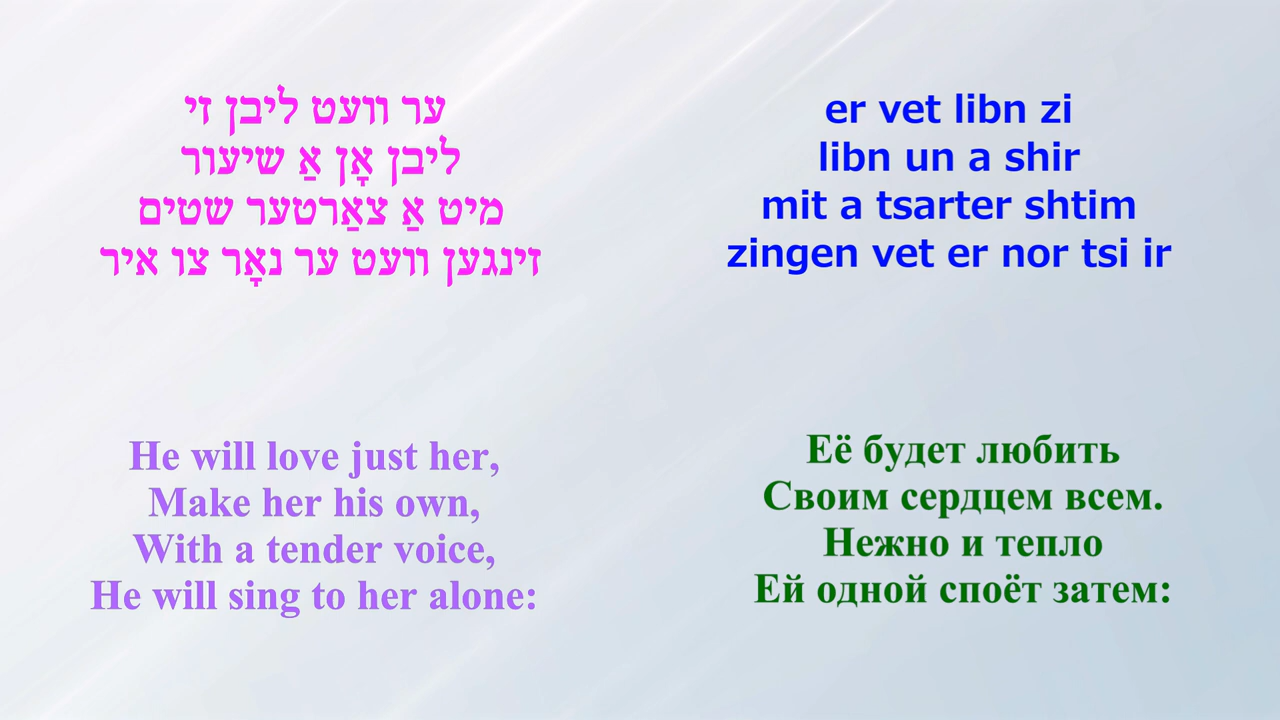 ער וועט ליבן זי
ליבן אָן אַ שיעור
מיט אַ צאַרטער שטים
זינגען וועט ער נאָר צו איר
er vet libn zi
libn un a shir
mit a tsarter shtim
zingen vet er nor tsi ir
He will love just her,
Make her his own,
With a tender voice,
He will sing to her alone:
Её будет любить
Своим сердцем всем.
Нежно и тепло
Ей одной споёт затем: